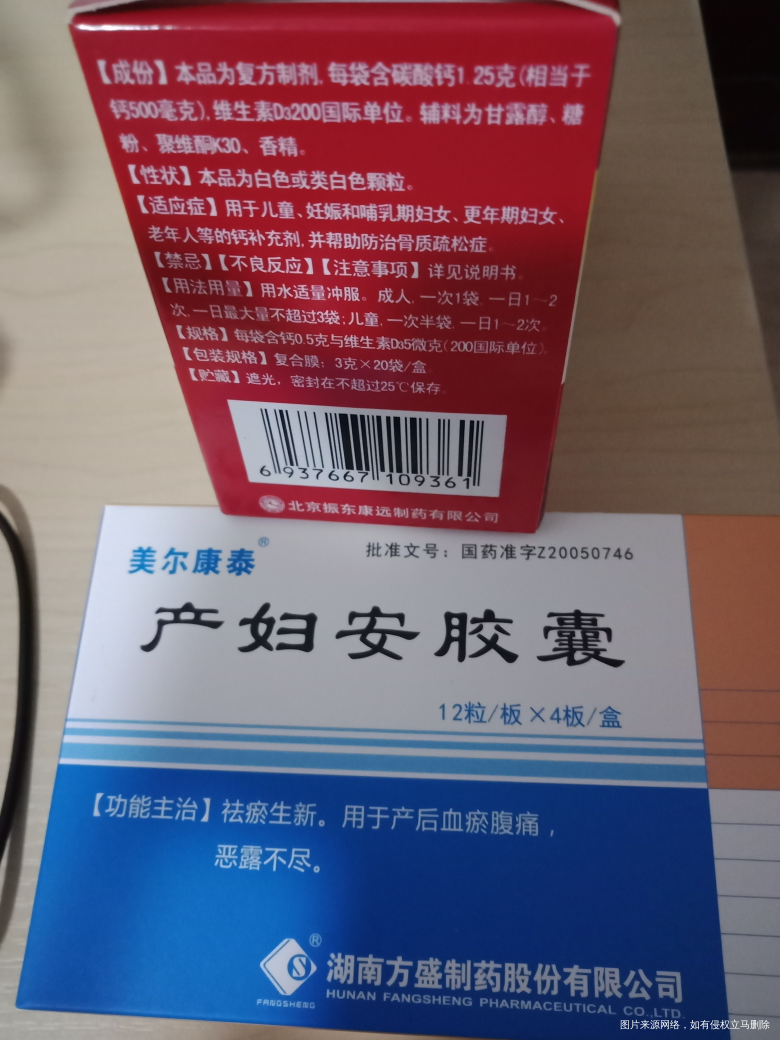 【成份】本品为复方制剂,每袋含碳酸钙1.25克(相当于
钙500毫克),维生素D3200国际单位。辅料为甘露醇、糖
粉、聚维酮K30、香精。
【性状】本品为白色或类白色颗粒。
【适应症】用于儿童、妊娠和哺乳期妇女、更年期妇女、
老年人等的钙补充剂,并帮助防治骨质疏松症。
【禁忌】【不良反应】【注意事项】详见说明书。
【用法用量】用水适量冲服。成人,一次1袋,一日1~2
次,一日最大量不超过3袋;儿童,一次半袋,一日1~2次。
【规格】每袋含钙0.5克与维生素D35微克(200国际单位)。
【包装规格】复合膜;3克×20袋/盒
【贮藏】遮光,密封在不超过25℃保存。
6 937667 109361
北京振东康远制药有限公司
美尔康泰®
批准文号:国药准字Z20050746
产妇安胶囊
12粒/板×4板/盒
【功能主治】祛瘀生新。用于产后血瘀腹痛,
恶露不尽。
®
FANGSHENG
湖南方盛制药股份有限公司
HUNAN FANGSHENG PHARMACEUTICAL CO.,LTD.
图片来源网络,如有侵权立马删除